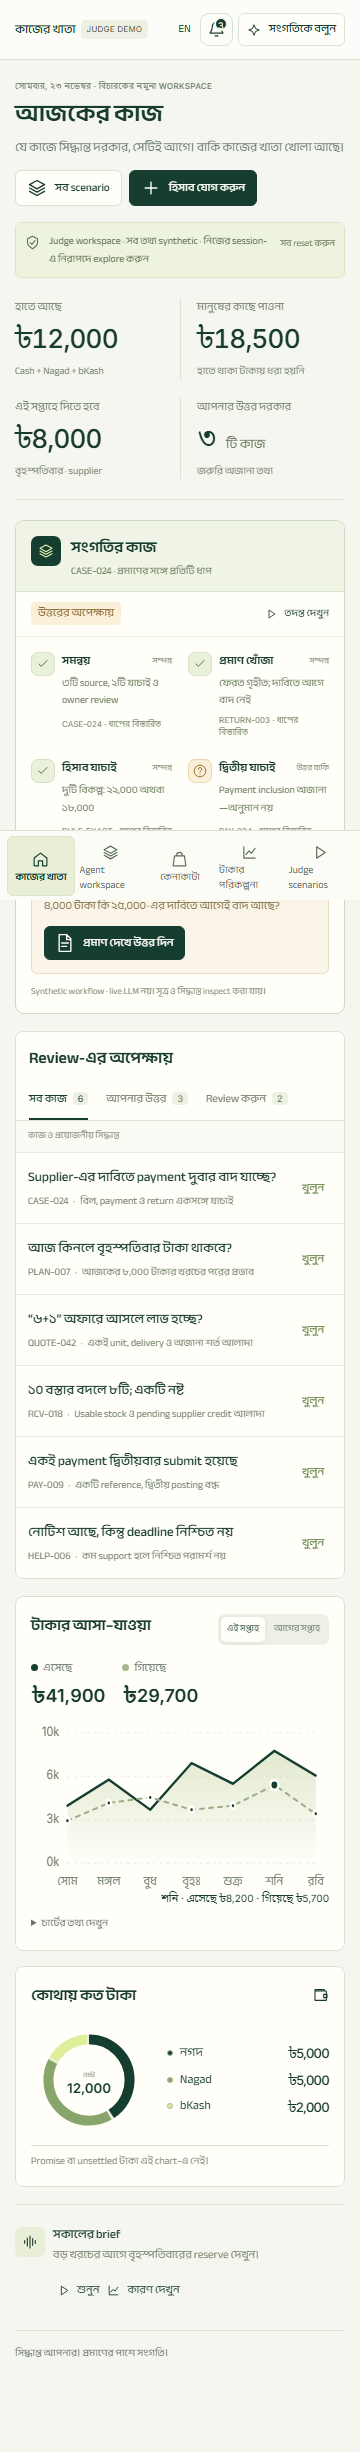 কাজের খাতা JUDGE DEMO EN 3 সংগতিকে বলুন
সোমবার, ২৩ নভেম্বর · বিচারকের নমুনা WORKSPACE
আজকের কাজ
যে কাজে সিদ্ধান্ত দরকার, সেটিই আগে। বাকি কাজের খাতা খোলা আছে।
সব scenario হিসাব যোগ করুন
Judge workspace · সব তথ্য synthetic · নিজের session-
এ নিরাপদে explore করুন
সব reset করুন
হাতে আছে
৳12,000
Cash + Nagad + bKash
মানুষের কাছে পাওনা
৳18,500
হাতে থাকা টাকায় ধরা হয়নি
এই সপ্তাহে দিতে হবে
৳8,000
বৃহস্পতিবার · supplier
আপনার উত্তর দরকার
৩ টি কাজ
জরুরি অজানা তথ্য
সংগতির কাজ
CASE-024 · প্রমাণের সঙ্গে প্রতিটি ধাপ
উত্তরের অপেক্ষায় তদন্ত দেখুন
সমন্বয় সম্পন্ন
৩টি source, ২টি যাচাই ও
owner review
CASE-024 · ধাপের বিস্তারিত
প্রমাণ খোঁজা সম্পন্ন
ফেরত গৃহীত; দাবিতে আগে
বাদ নেই
RETURN-003 · ধাপের
বিস্তারিত
হিসাব যাচাই সম্পন্ন
দুটি বিকল্প: ২২,০০০ অথবা
১৮,০০০
দ্বিতীয় যাচাই উত্তর বাকি
Payment inclusion অজানা
—অনুমান নয়
কাজের খাতা
Agent
workspace
কেনাকাটা
টাকার
পরিকল্পনা
Judge
scenarios
৪,০০০ টাকা কি ২৫,০০০-এর দাবিতে আগেই বাদ আছে?
প্রমাণ দেখে উত্তর দিন
Synthetic workflow · live LLM নয়। সূত্র ও সিদ্ধান্ত inspect করা যায়।
Review-এর অপেক্ষায়
সব কাজ 6 আপনার উত্তর 3 Review করুন 2
কাজ ও প্রয়োজনীয় সিদ্ধান্ত
Supplier-এর দাবিতে payment দুবার বাদ যাচ্ছে?
CASE-024 · বিল, payment ও return একসঙ্গে যাচাই
খুলুন
আজ কিনলে বৃহস্পতিবার টাকা থাকবে?
PLAN-007 · আজকের ৮,০০০ টাকার খরচের পরের প্রভাব
খুলুন
“৬+১” অফারে আসলে লাভ হচ্ছে?
QUOTE-042 · একই unit, delivery ও অজানা শর্ত আলাদা
খুলুন
১০ বস্তার বদলে ৮টি; একটি নষ্ট
RCV-018 · Usable stock ও pending supplier credit আলাদা
খুলুন
একই payment দ্বিতীয়বার submit হয়েছে
PAY-009 · একটি reference, দ্বিতীয় posting বন্ধ
খুলুন
নোটিশ আছে, কিন্তু deadline নিশ্চিত নয়
HELP-006 · কম support হলে নিশ্চিত পরামর্শ নয়
খুলুন
টাকার আসা-যাওয়া এই সপ্তাহ আগের সপ্তাহ
এসেছে গিয়েছে
৳41,900 ৳29,700
10k
6k
3k
0k
সোম মঙ্গল বুধ বৃহঃ শুক্র শনি রবি
শনি · এসেছে ৳8,200 · গিয়েছে ৳5,700
চার্টের তথ্য দেখুন
কোথায় কত টাকা
মোট
12,000
নগদ ৳5,000
Nagad ৳5,000
bKash ৳2,000
Promise বা unsettled টাকা এই chart-এ নেই।
সকালের brief
বড় খরচের আগে বৃহস্পতিবারের reserve দেখুন।
শুনুন কারণ দেখুন
সিদ্ধান্ত আপনার। প্রমাণের পাশে সংগতি।